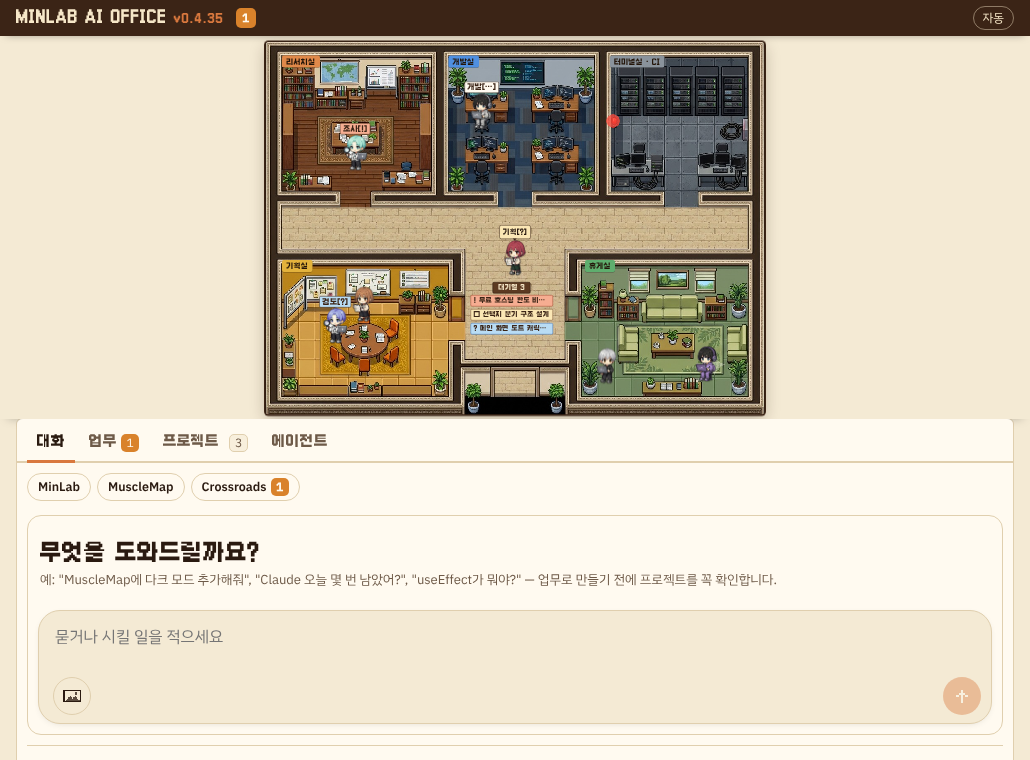 MINLAB AI OFFICE v0.4.35 1
자동
리서치실
개발실
터미널실 · CI
개발[···]
조사[!]
기획[?]
기획실
휴게실
검토[?]
대기열 3
! 무료 호스팅 한도 비···
□ 선택지 분기 구조 설계
? 메인 화면 도트 캐릭···
대화
업무 1
프로젝트 3
에이전트
MinLab
MuscleMap
Crossroads 1
무엇을 도와드릴까요?
예: "MuscleMap에 다크 모드 추가해줘", "Claude 오늘 몇 번 남았어?", "useEffect가 뭐야?" — 업무로 만들기 전에 프로젝트를 꼭 확인합니다.
묻거나 시킬 일을 적으세요